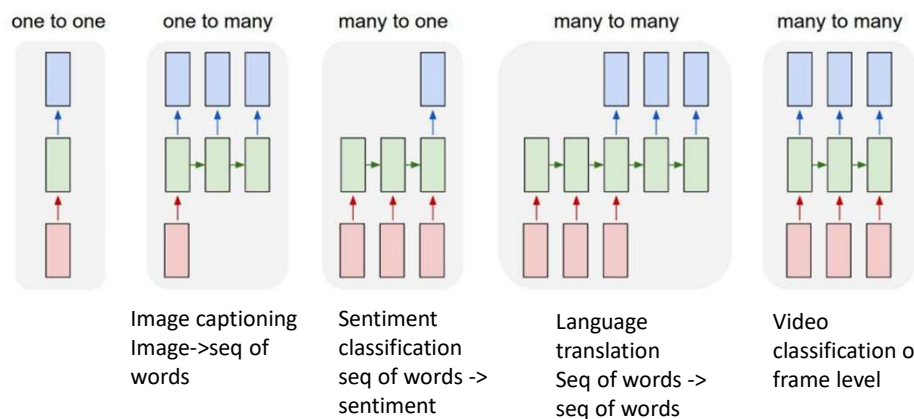 one to one
one to many
many to one
many to many
many to many
Image captioning
Image->seq of
words
Sentiment
classification
seq of words ->
sentiment
Language
translation
Seq of words ->
seq of words
Video
classification o
frame level